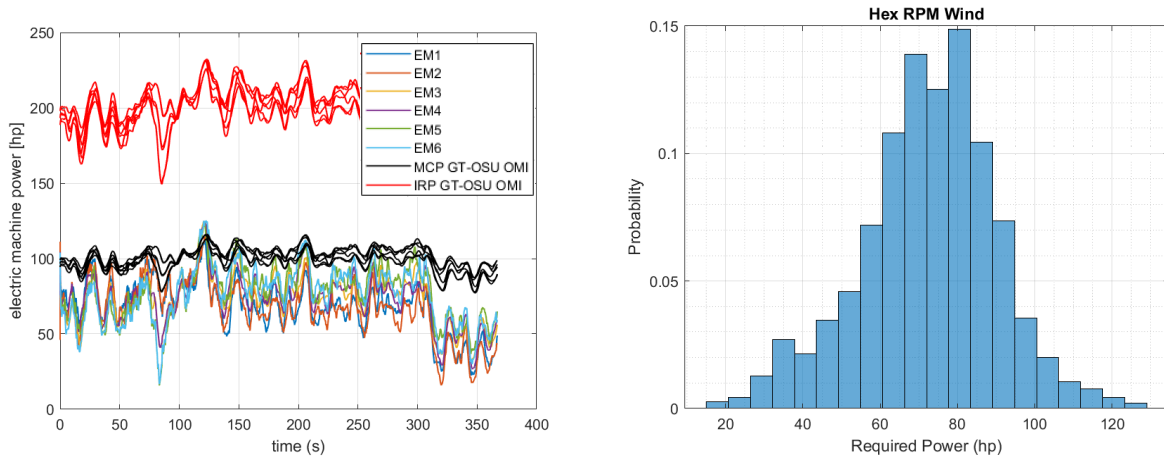 250
200
150
100
50
0
electric machine power [hp]
0 50 100 150 200 250 300 350 400
time (s)
EM1
EM2
EM3
EM4
EM5
EM6
MCP GT-OSU OMI
IRP GT-OSU OMI
Hex RPM Wind
0.15
0.1
0.05
0
Probability
20 40 60 80 100 120
Required Power (hp)